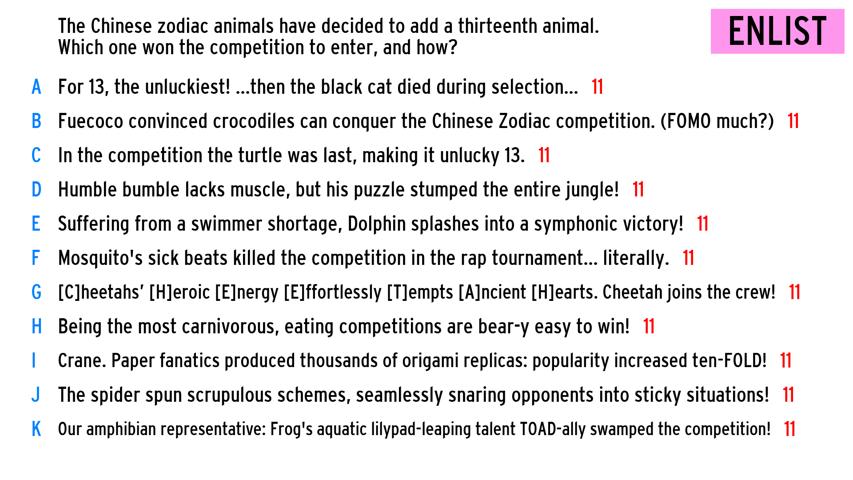 The Chinese zodiac animals have decided to add a thirteenth animal.
Which one won the competition to enter, and how?
ENLIST
A For 13, the unluckiest! ...then the black cat died during selection... 11
B Fuecoco convinced crocodiles can conquer the Chinese Zodiac competition. (FOMO much?) 11
C In the competition the turtle was last, making it unlucky 13. 11
D Humble bumble lacks muscle, but his puzzle stumped the entire jungle! 11
E Suffering from a swimmer shortage, Dolphin splashes into a symphonic victory! 11
F Mosquito's sick beats killed the competition in the rap tournament... literally. 11
G [C]heetahs' [H]eroic [E]nergy [E]ffortlessly [T]empts [A]ncient [H]earts. Cheetah joins the crew! 11
H Being the most carnivorous, eating competitions are bear-y easy to win! 11
I Crane. Paper fanatics produced thousands of origami replicas: popularity increased ten-FOLD! 11
J The spider spun scrupulous schemes, seamlessly snaring opponents into sticky situations! 11
K Our amphibian representative: Frog's aquatic lilypad-leaping talent TOAD-ally swamped the competition! 11